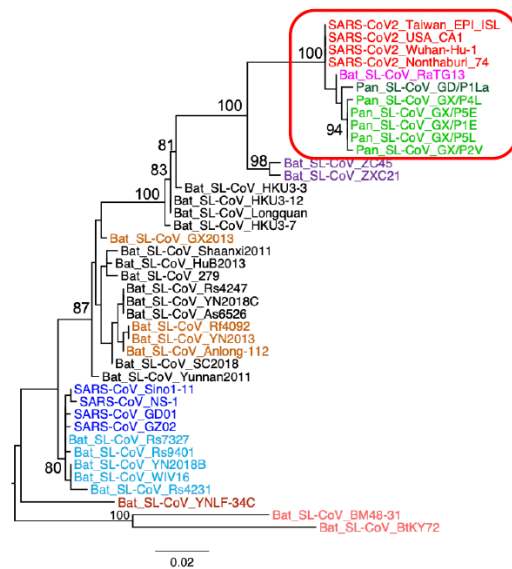 SARS-CoV2_Taiwan_EPI_ISL
SARS-CoV2_USA_CA1
SARS-CoV2_Wuhan-Hu-1
100
SARS-CoV2_Nonthaburi_74
Bat_SL-CoV_RaTG13
Pan_SL-CoV_GD/P1La
Pan_SL-CoV_GX/P4L
100
Pan_SL-CoV_GX/P5E
Pan_SL-CoV_GX/P1E
94
Pan_SL-CoV_GX/P5L
81
Pan_SL-CoV_GX/P2V
98
Bat_SL-CoV_ZC45
83
Bat_SL-CoV_ZXC21
Bat_SL-CoV_HKU3-3
100
Bat_SL-CoV_HKU3-12
Bat_SL-CoV_Longquan
Bat_SL-CoV_HKU3-7
Bat_SL-CoV_GX2013
Bat_SL-CoV_Shaanxi2011
Bat_SL-CoV_HuB2013
Bat_SL-CoV_279
Bat_SL-CoV_Rs4247
87
Bat_SL-CoV_YN2018C
Bat_SL-CoV_As6526
Bat_SL-CoV_Rf4092
Bat_SL-CoV_YN2013
Bat_SL-CoV_Anlong-112
Bat_SL-CoV_SC2018
Bat_SL-CoV_Yunnan2011
SARS-CoV_Sino1-11
SARS-CoV_NS-1
SARS-CoV_GD01
SARS-CoV_GZ02
Bat_SL-CoV_Rs7327
Bat_SL-CoV_Rs9401
80
Bat_SL-CoV_YN2018B
Bat_SL-CoV_WIV16
Bat_SL-CoV_Rs4231
Bat_SL-CoV_YNLF-34C
100
Bat_SL-CoV_BM48-31
Bat_SL-CoV_BtKY72
0.02